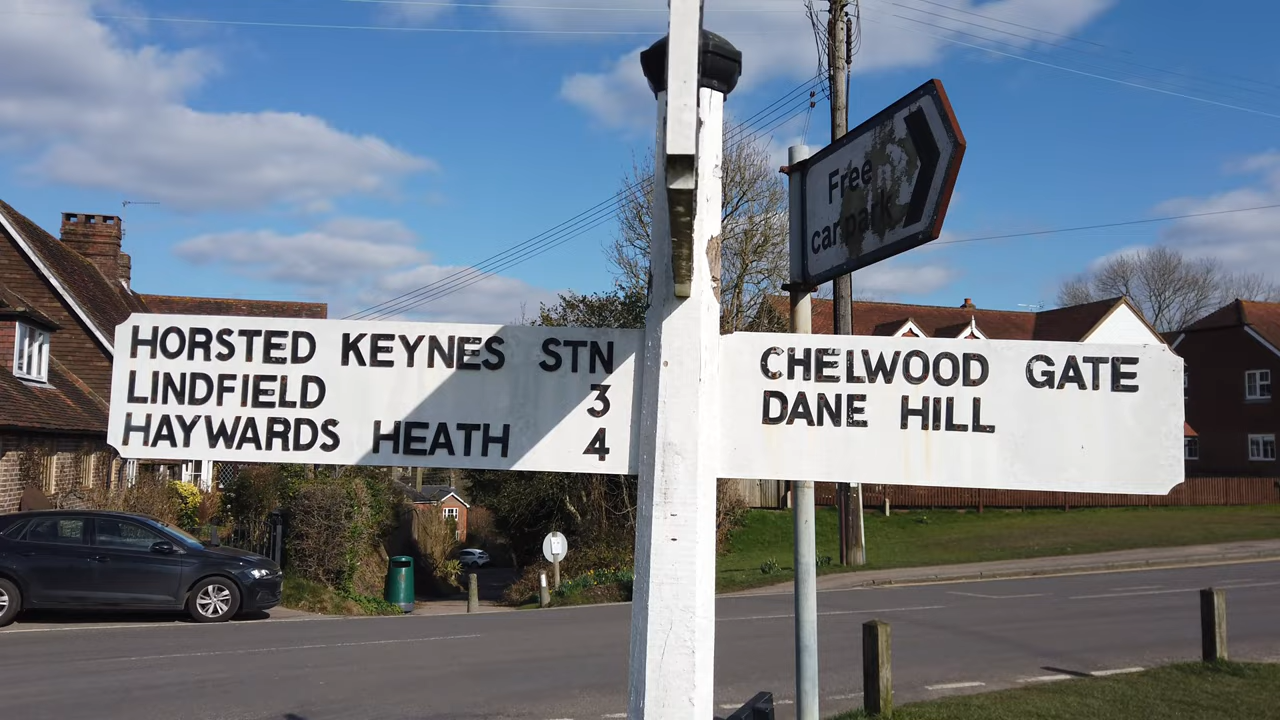 HORSTED KEYNES STN
LINDFIELD 3
HAYWARDS HEATH 4
CHELWOOD GATE
DANE HILL
Free
car park